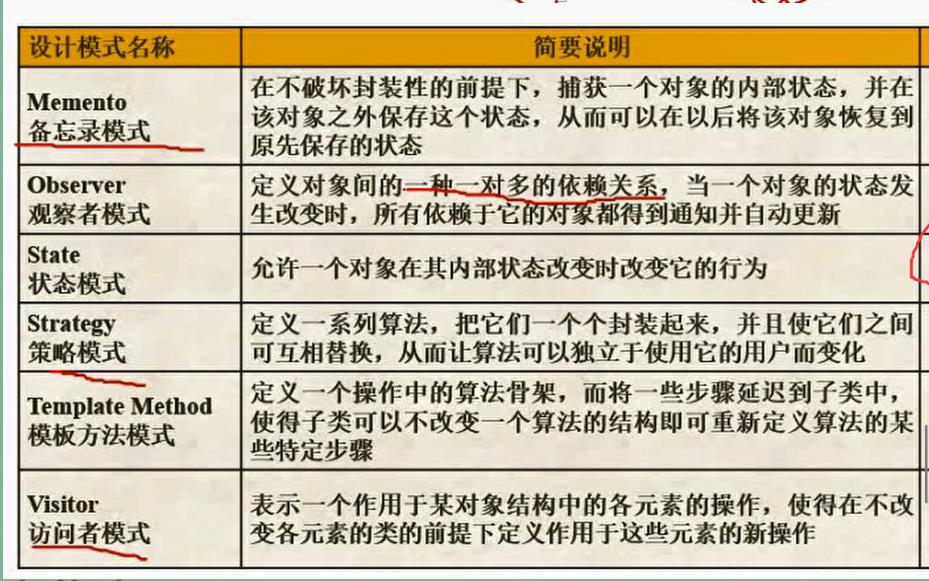 设计模式名称
简要说明
Memento
备忘录模式
在不破坏封装性的前提下，捕获一个对象的内部状态，并在
该对象之外保存这个状态，从而可以在以后将该对象恢复到
原先保存的状态
Observer
观察者模式
定义对象间的一种一对多的依赖关系，当一个对象的状态发
生改变时，所有依赖于它的对象都得到通知并自动更新
State
状态模式
允许一个对象在其内部状态改变时改变它的行为
Strategy
策略模式
定义一系列算法，把它们一个个封装起来，并且使它们之间
可互相替换，从而让算法可以独立于使用它的用户而变化
Template Method
模板方法模式
定义一个操作中的算法骨架，而将一些步骤延迟到子类中，
使得子类可以不改变一个算法的结构即可重新定义算法的某
些特定步骤
Visitor
访问者模式
表示一个作用于某对象结构中的各元素的操作，使得在不改
变各元素的类的前提下定义作用于这些元素的新操作